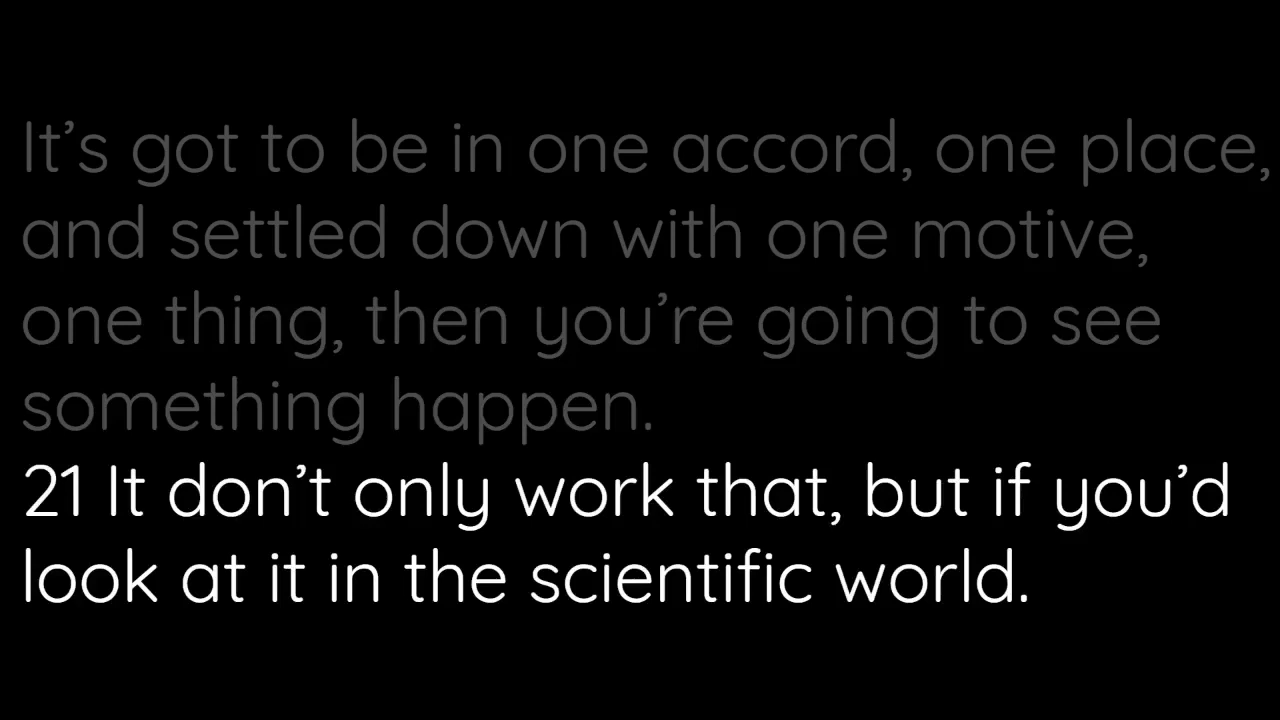 It’s got to be in one accord, one place,
and settled down with one motive,
one thing, then you’re going to see
something happen.
21 It don’t only work that, but if you’d
look at it in the scientific world.